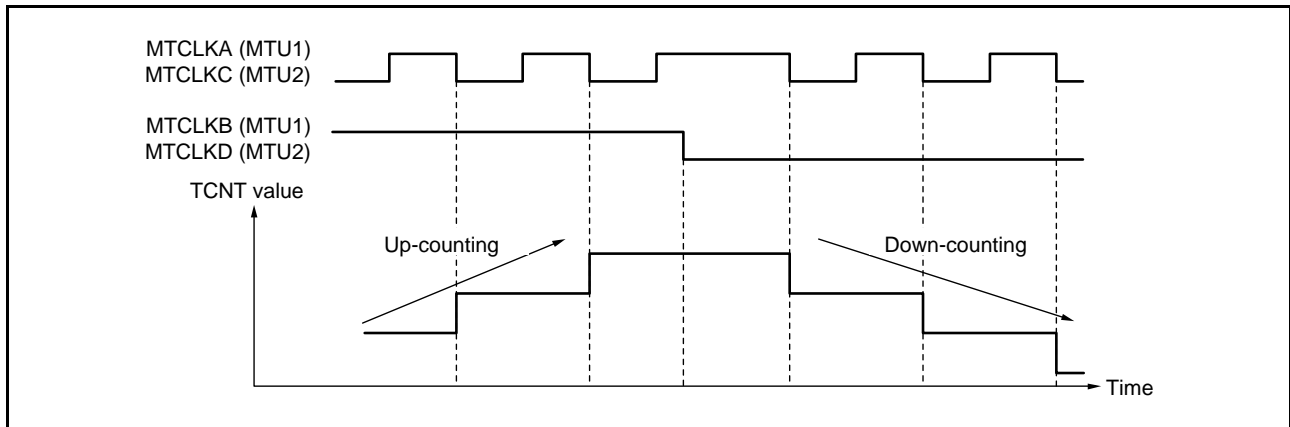 MTCLKA (MTU1)
MTCLKC (MTU2)
MTCLKB (MTU1)
MTCLKD (MTU2)
TCNT value
Up-counting
Down-counting
Time